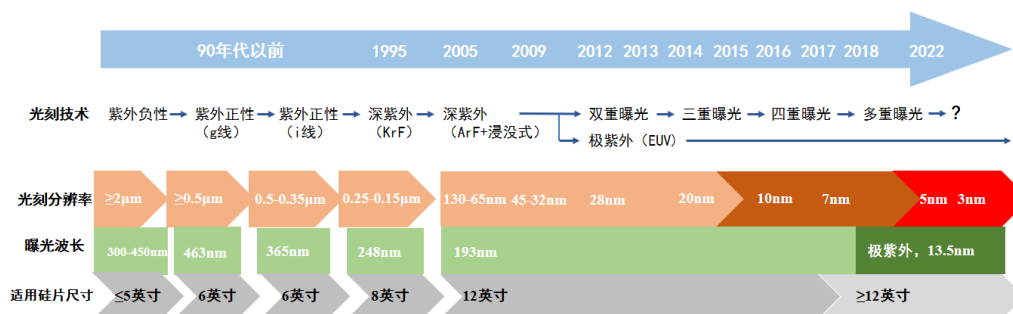 90年代以前 1995 2005 2009 2012 2013 2014 2015 2016 2017 2018 2022
光刻技术 紫外负性 紫外正性 紫外正性 深紫外 深紫外 双重曝光 三重曝光 四重曝光 多重曝光 ?
(g线) (i线) (KrF) (ArF+浸没式) 极紫外(EUV)
光刻分辨率 ≥2μm ≥0.5μm 0.5-0.35μm 0.25-0.15μm 130-65nm 45-32nm 28nm 20nm 10nm 7nm 5nm 3nm
曝光波长 300-450nm 463nm 365nm 248nm 193nm 极紫外，13.5nm
适用硅片尺寸 ≤5英寸 6英寸 6英寸 8英寸 12英寸 ≥12英寸